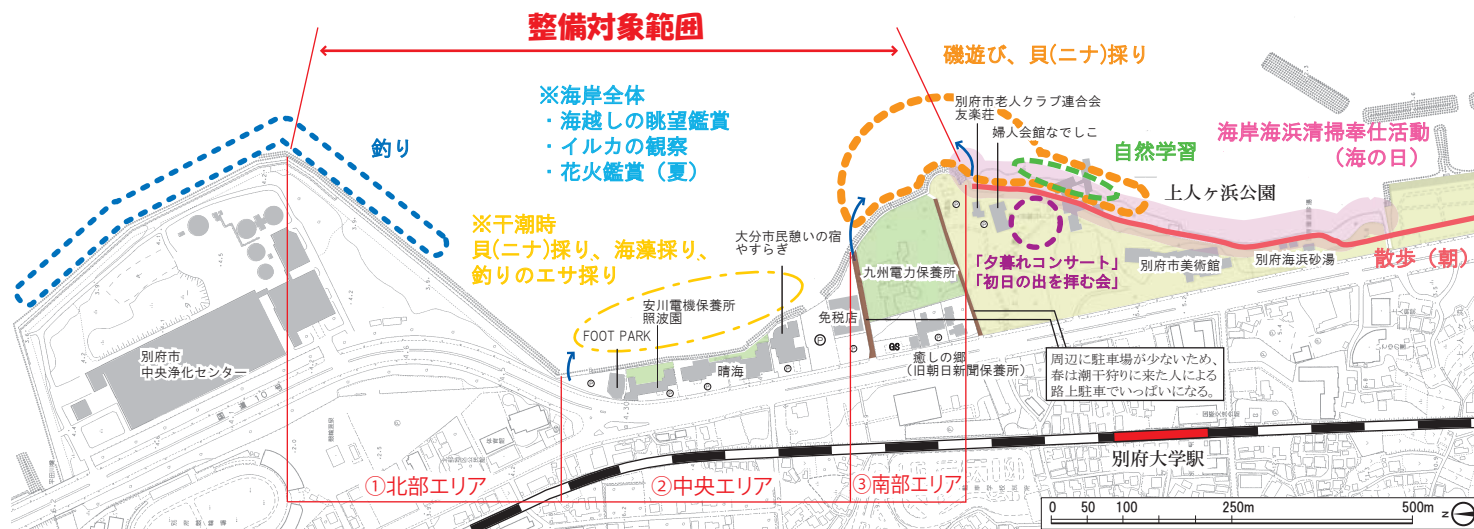 整備対象範囲
磯遊び、貝(ニナ)採り
※海岸全体
・海越しの眺望鑑賞
・イルカの観察
・花火鑑賞（夏）
釣り
別府市老人クラブ連合会
友楽荘
婦人会館なでしこ
自然学習
海岸海浜清掃奉仕活動
(海の日)
上人ヶ浜公園
※干潮時
貝(ニナ)採り、海藻採り、
釣りのエサ採り
大分市民憩いの宿
やすらぎ
安川電機保養所
照波園
FOOT PARK
晴海
免税店
九州電力保養所
「夕暮れコンサート」
「初日の出を拝む会」
別府市美術館
別府海浜砂湯
散歩（朝）
別府市
中央浄化センター
GS
癒しの郷
（旧朝日新聞保養所）
周辺に駐車場が少ないため、
春は潮干狩りに来た人による
路上駐車でいっぱいになる。
別府大学駅
①北部エリア
②中央エリア
③南部エリア
0 50 100 250m 500m
N